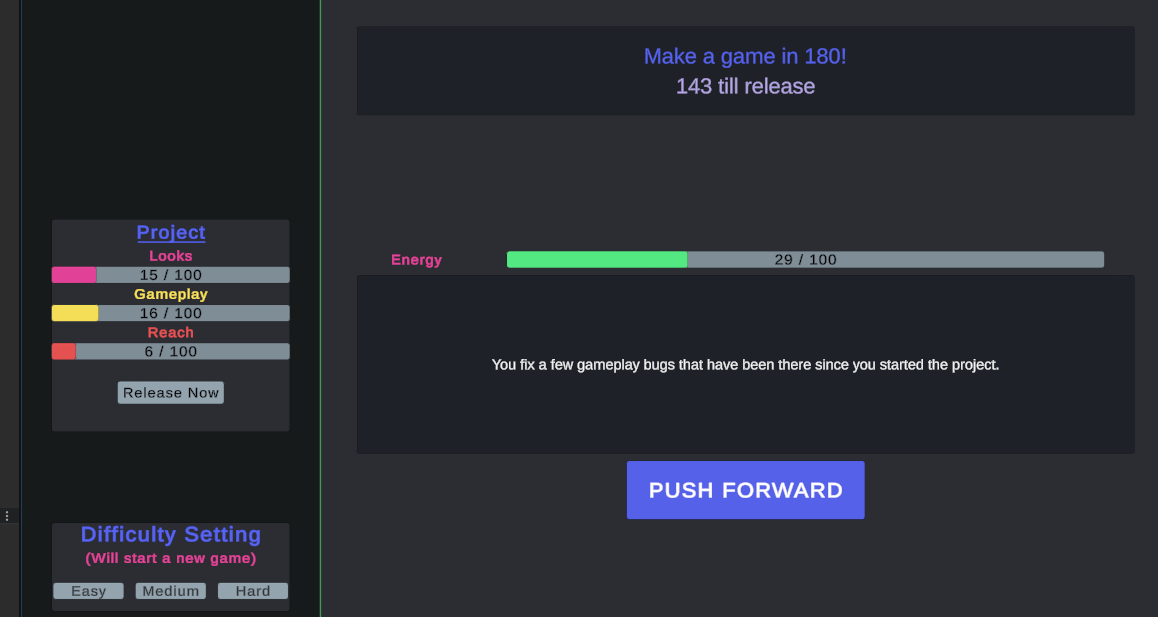 Make a game in 180!
143 till release
Project
Looks
15 / 100
Gameplay
16 / 100
Reach
6 / 100
Release Now
Energy
29 / 100
You fix a few gameplay bugs that have been there since you started the project.
PUSH FORWARD
Difficulty Setting
(Will start a new game)
Easy Medium Hard